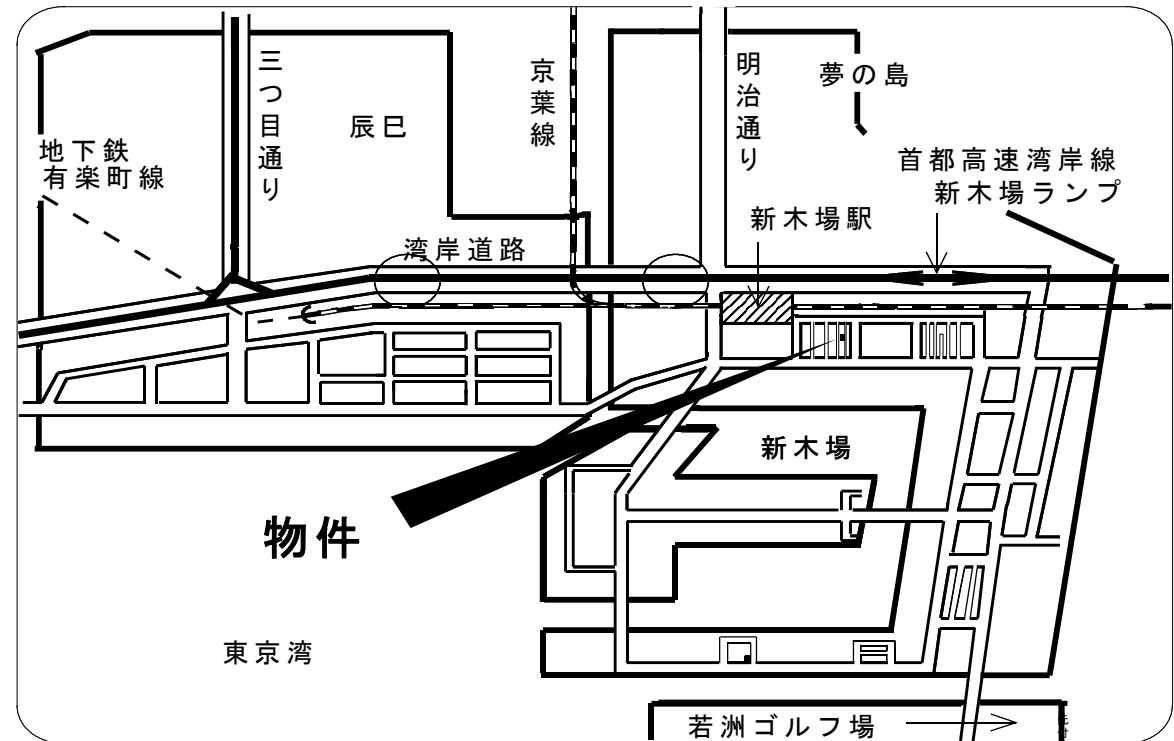 三つ目通り
京葉線
明治通り
夢の島
辰巳
地下鉄
有楽町線
首都高速湾岸線
新木場ランプ
新木場駅
湾岸道路
新木場
物件
東京湾
若洲ゴルフ場